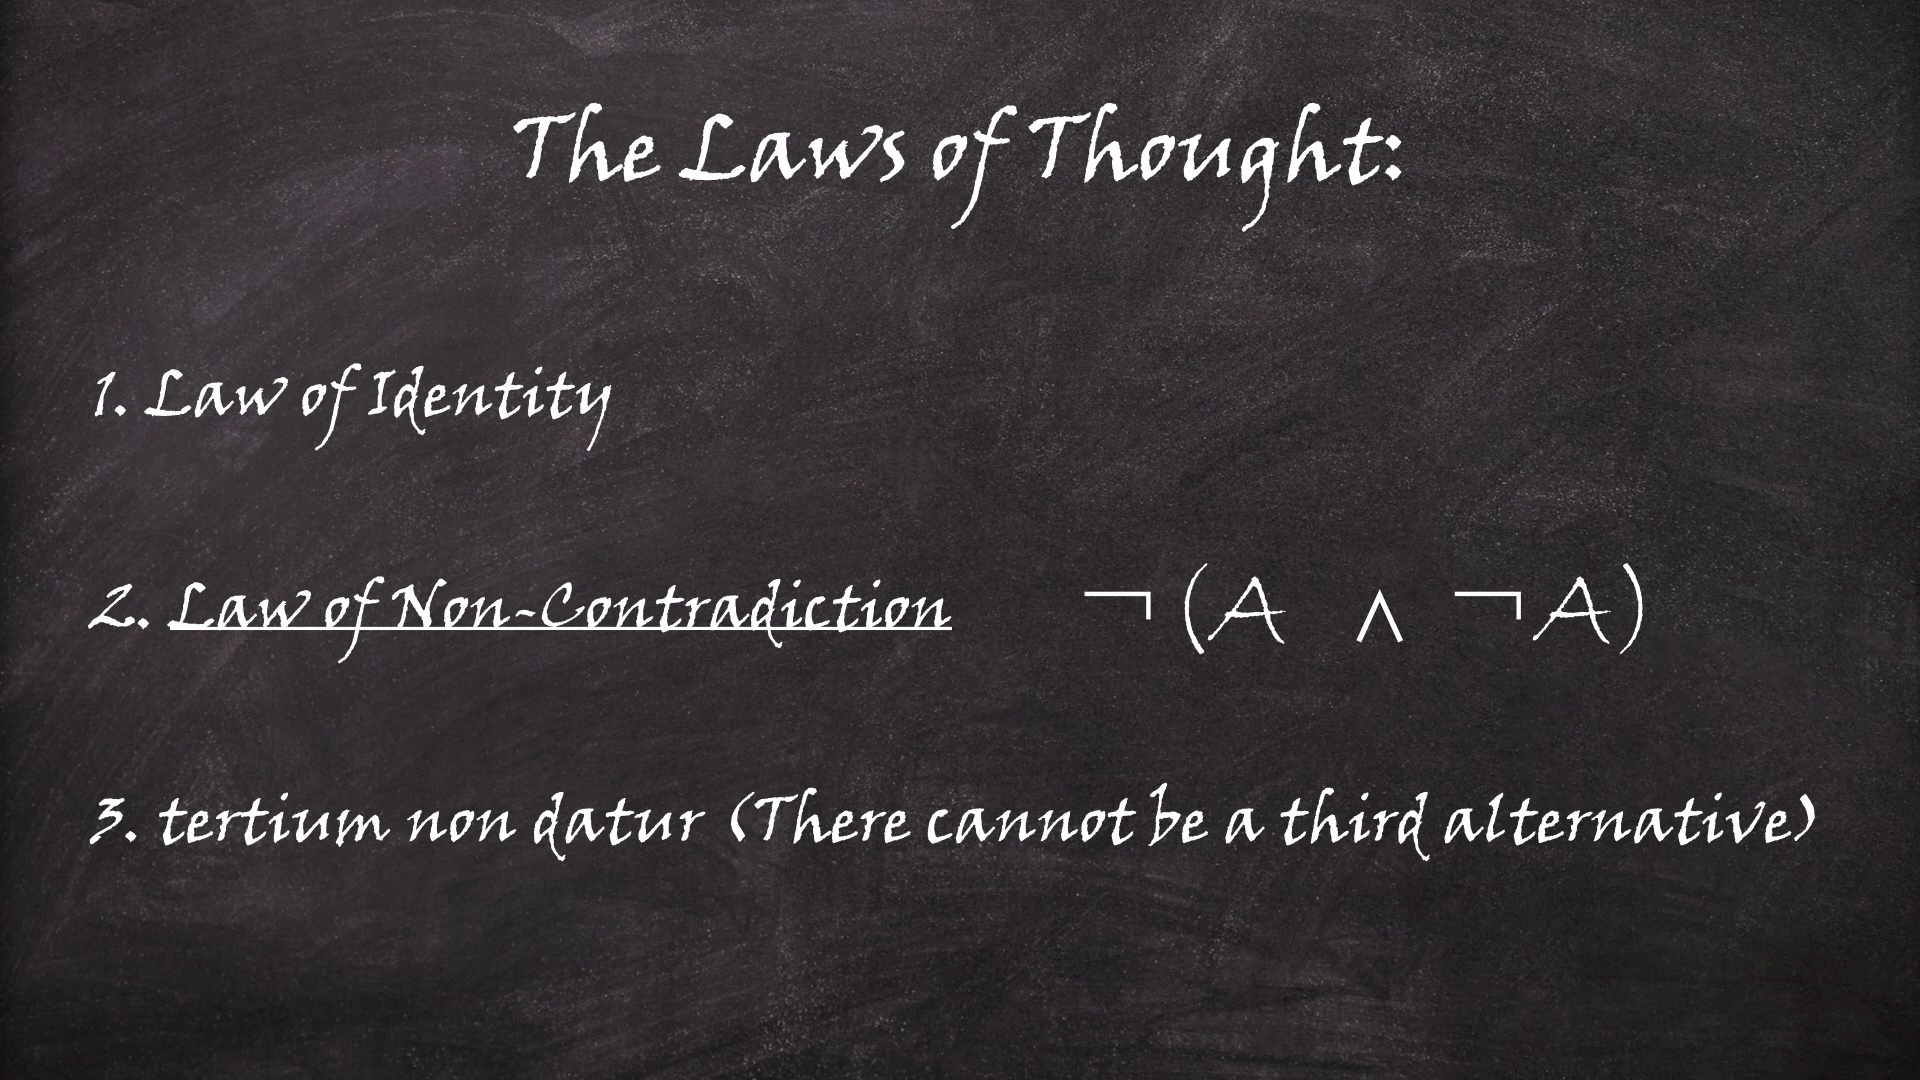 The Laws of Thought:
1. Law of Identity
2. Law of Non-Contradiction ¬ (A ∧ ¬A)
3. tertium non datur (There cannot be a third alternative)